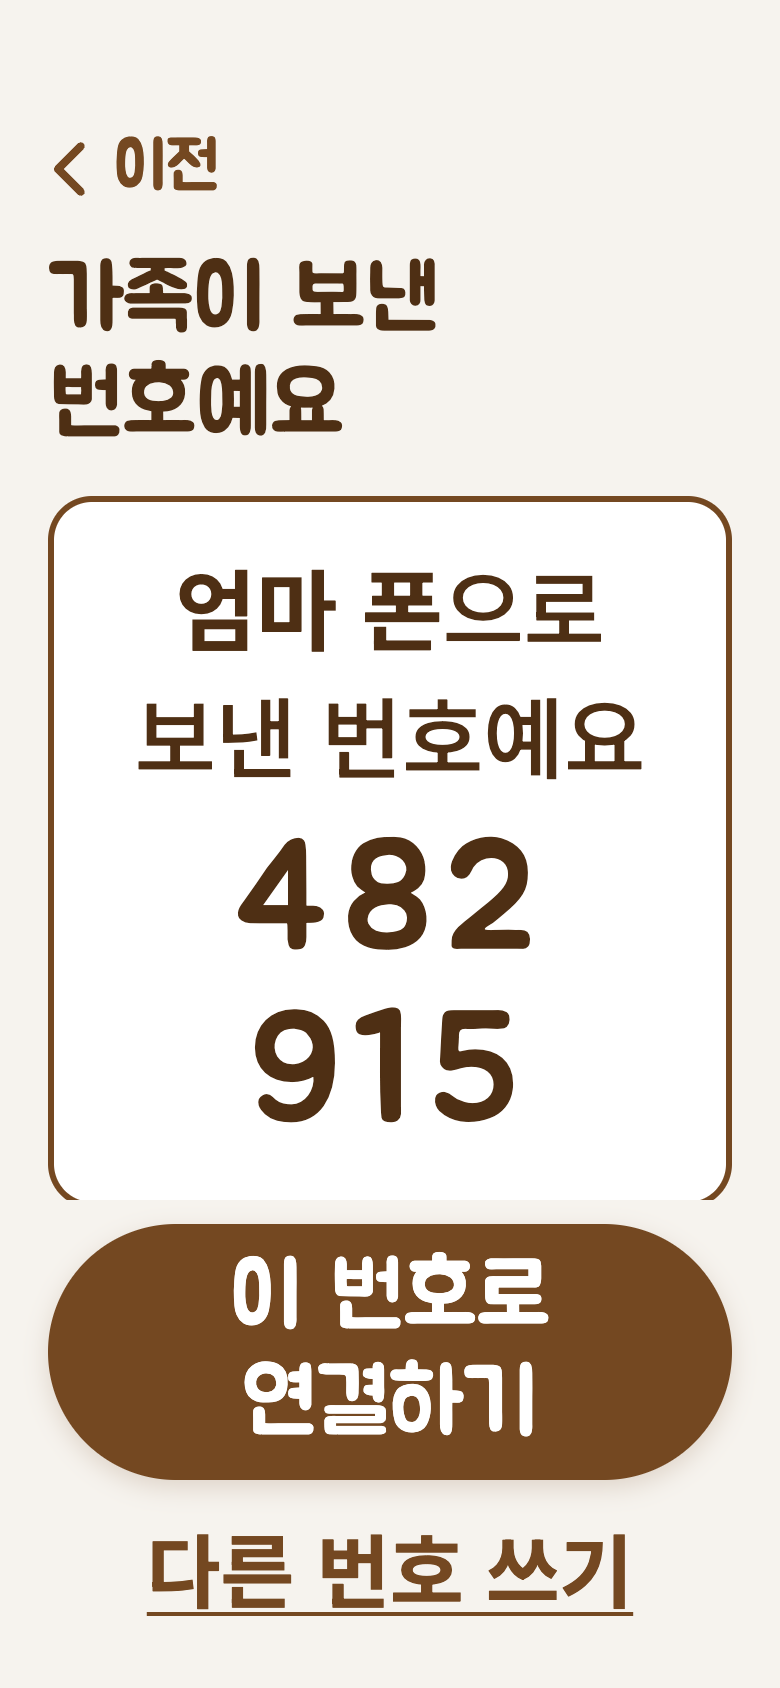 이전
가족이 보낸
번호예요
엄마 폰으로
보낸 번호예요
482
915
이 번호로
연결하기
다른 번호 쓰기